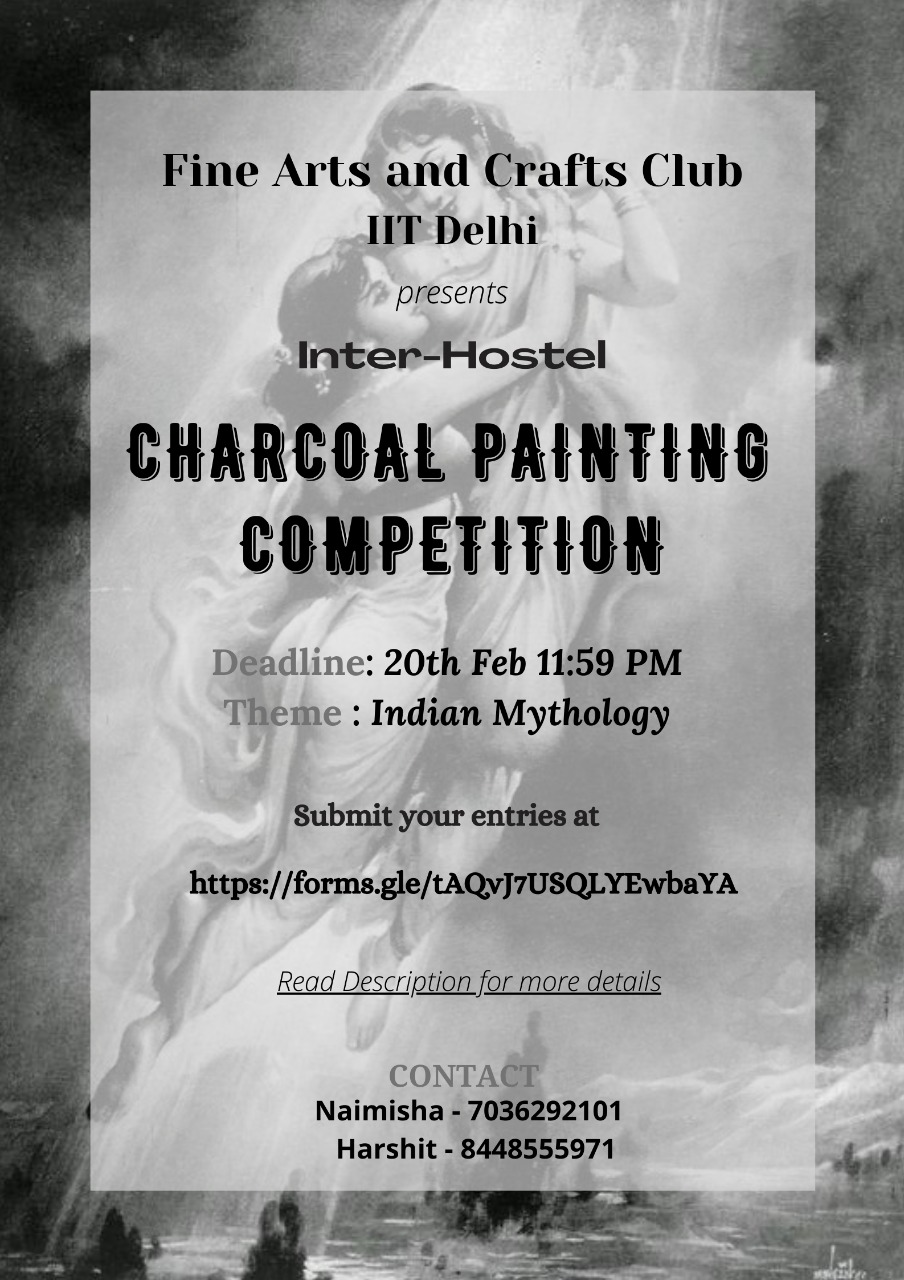 Fine Arts and Crafts Club
IIT Delhi
presents
Inter-Hostel
CHARCOAL PAINTING
COMPETITION
Deadline: 20th Feb 11:59 PM
Theme : Indian Mythology
Submit your entries at
https://forms.gle/tAQvJ7USQLYEwbaYA
Read Description for more details
CONTACT
Naimisha - 7036292101
Harshit - 8448555971